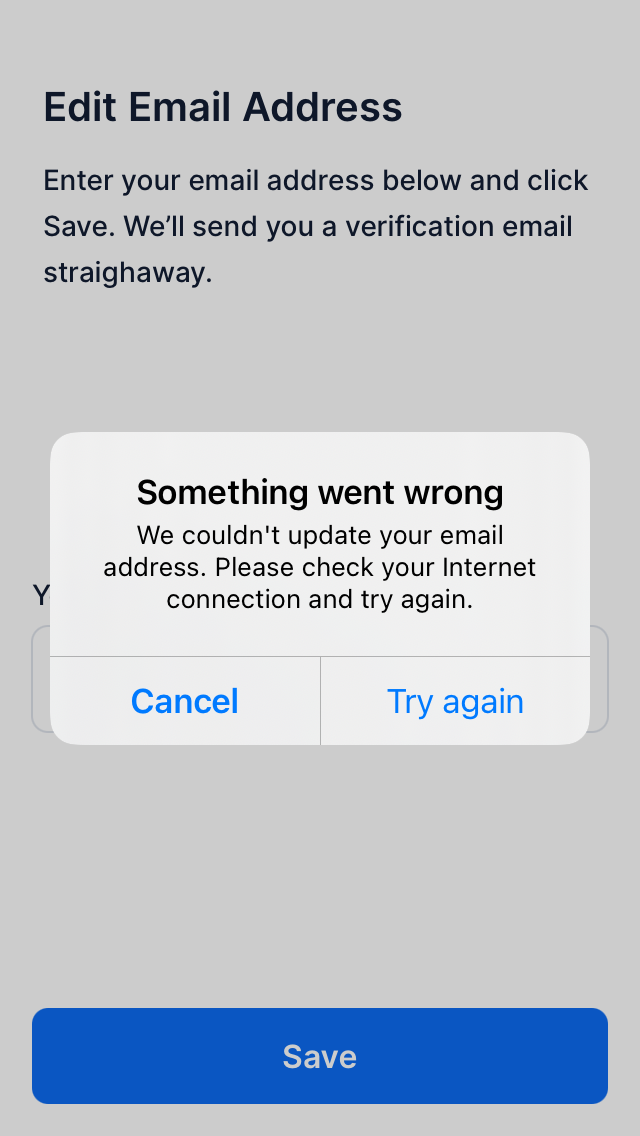 Edit Email Address
Enter your email address below and click
Save. We’ll send you a verification email
straighaway.
Something went wrong
We couldn't update your email
address. Please check your Internet
connection and try again.
Cancel
Try again
Save